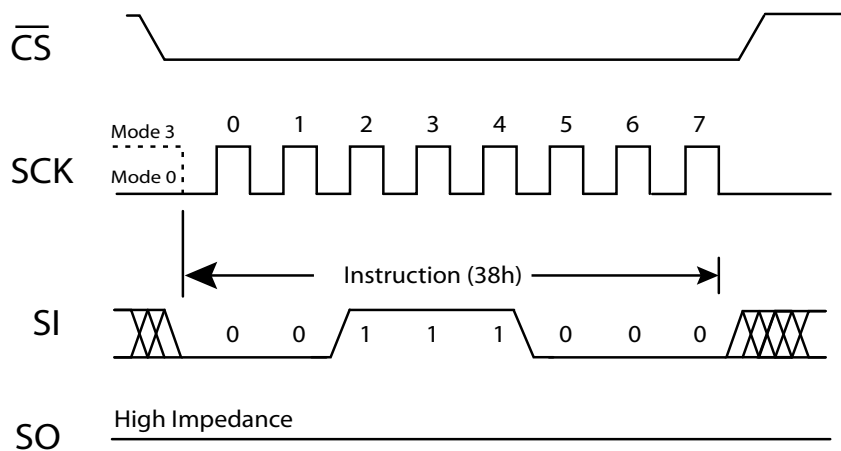 CS
Mode 3
0 1 2 3 4 5 6 7
SCK
Mode 0
Instruction (38h)
SI
0 0 1 1 1 0 0 0
High Impedance
SO